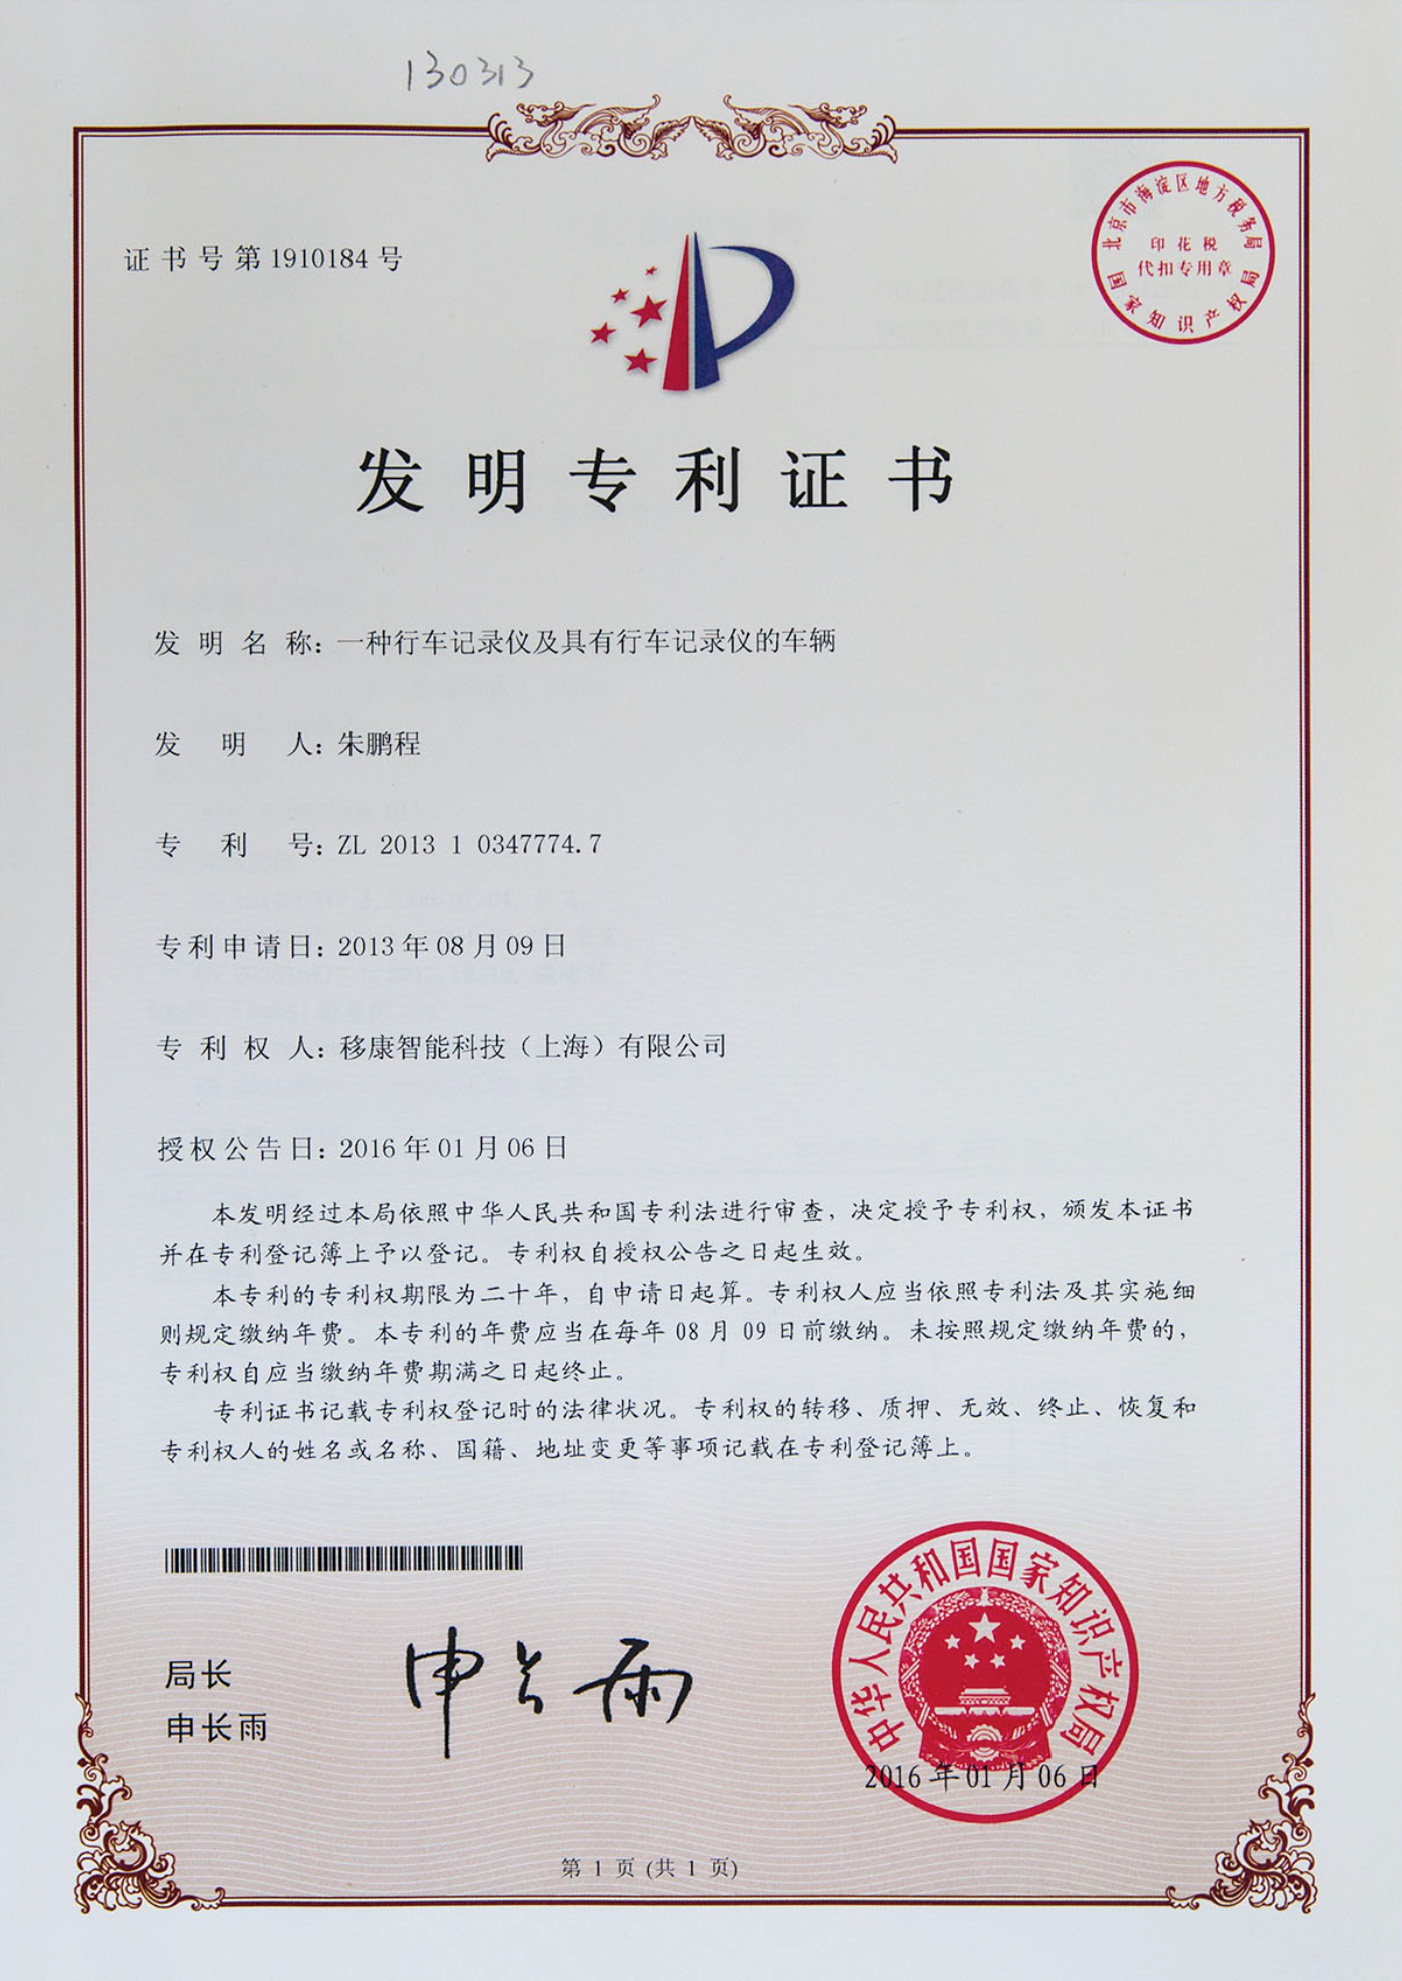 130313
证书号第1910184号
北京市海淀区地方税务局
印花税
代扣专用章
国家知识产权局
发明专利证书
发明名称：一种行车记录仪及具有行车记录仪的车辆
发明人：朱鹏程
专利号：ZL 2013 1 0347774.7
专利申请日：2013年08月09日
专利权人：移康智能科技（上海）有限公司
授权公告日：2016年01月06日
本发明经过本局依照中华人民共和国专利法进行审查，决定授予专利权，颁发本证书
并在专利登记簿上予以登记。专利权自授权公告之日起生效。
本专利的专利权期限为二十年，自申请日起算。专利权人应当依照专利法及其实施细
则规定缴纳年费。本专利的年费应当在每年08月09日前缴纳。未按照规定缴纳年费的，
专利权自应当缴纳年费期满之日起终止。
专利证书记载专利权登记时的法律状况。专利权的转移、质押、无效、终止、恢复和
专利权人的姓名或名称、国籍、地址变更等事项记载在专利登记簿上。
局长
申长雨
申长雨
中华人民共和国国家知识产权局
2016年01月06日
第1页(共1页)